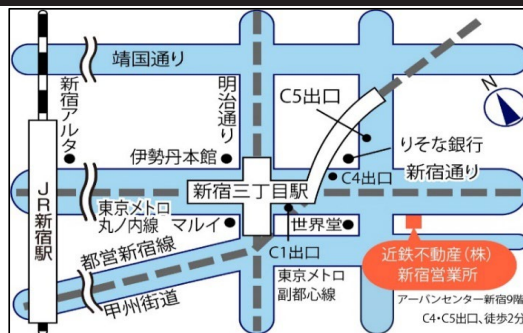 靖国通り
新宿アルタ
明治通り
C5出口
N
伊勢丹本館
りそな銀行
新宿通り
JR新宿駅
新宿三丁目駅
C4出口
東京メトロ
丸ノ内線
マルイ
世界堂
都営新宿線
C1出口
近鉄不動産(株)
新宿営業所
甲州街道
東京メトロ
副都心線
アーバンセンター新宿9階
C4・C5出口、徒歩2分